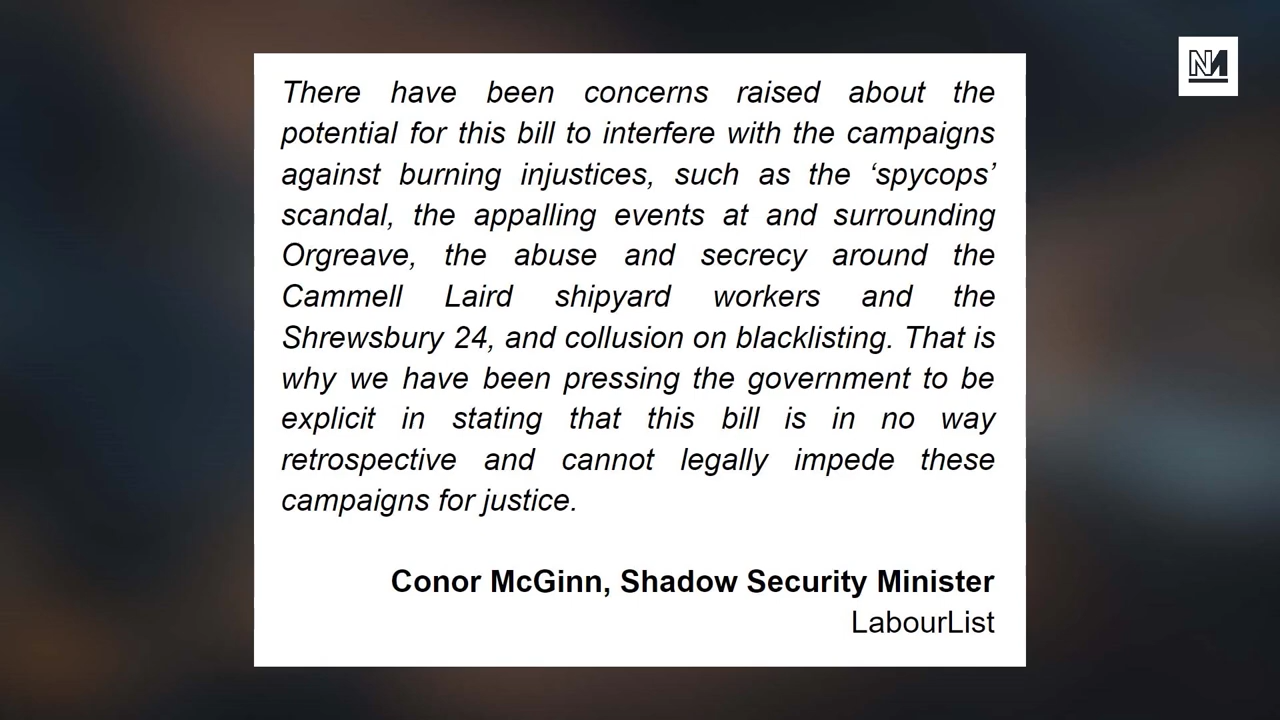 There have been concerns raised about the
potential for this bill to interfere with the campaigns
against burning injustices, such as the ‘spycops’
scandal, the appalling events at and surrounding
Orgreave, the abuse and secrecy around the
Cammell Laird shipyard workers and the
Shrewsbury 24, and collusion on blacklisting. That is
why we have been pressing the government to be
explicit in stating that this bill is in no way
retrospective and cannot legally impede these
campaigns for justice.
Conor McGinn, Shadow Security Minister
LabourList
NM